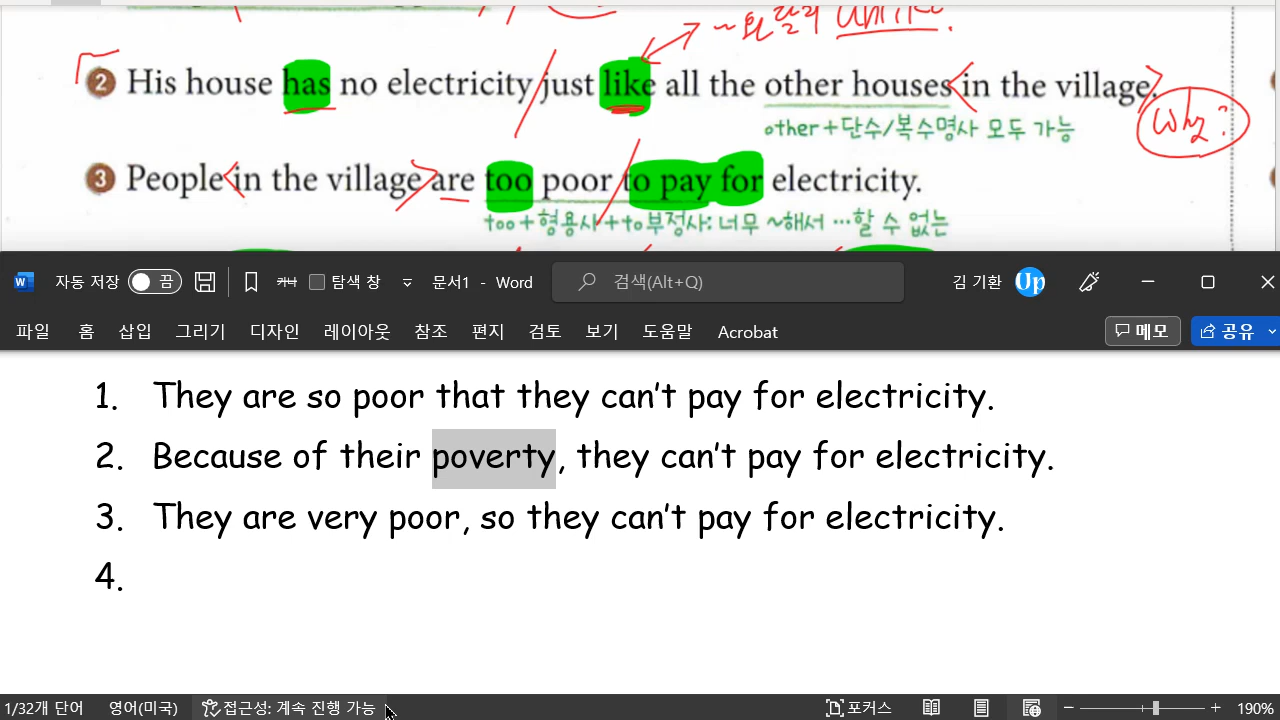 ~와 달리 unlike.
2 His house has no electricity just like all the other houses in the village.
other+단수/복수명사 모두 가능
Why?
3 People in the village are too poor to pay for electricity.
too+형용사+to부정사: 너무 ~해서 …할 수 없는
자동 저장 끔 가나 탐색 창 문서1 - Word 검색(Alt+Q) 김 기환 Up
파일 홈 삽입 그리기 디자인 레이아웃 참조 편지 검토 보기 도움말 Acrobat 메모 공유
1. They are so poor that they can't pay for electricity.
2. Because of their poverty, they can't pay for electricity.
3. They are very poor, so they can't pay for electricity.
4.
1/32개 단어 영어(미국) 접근성: 계속 진행 가능 포커스 190%